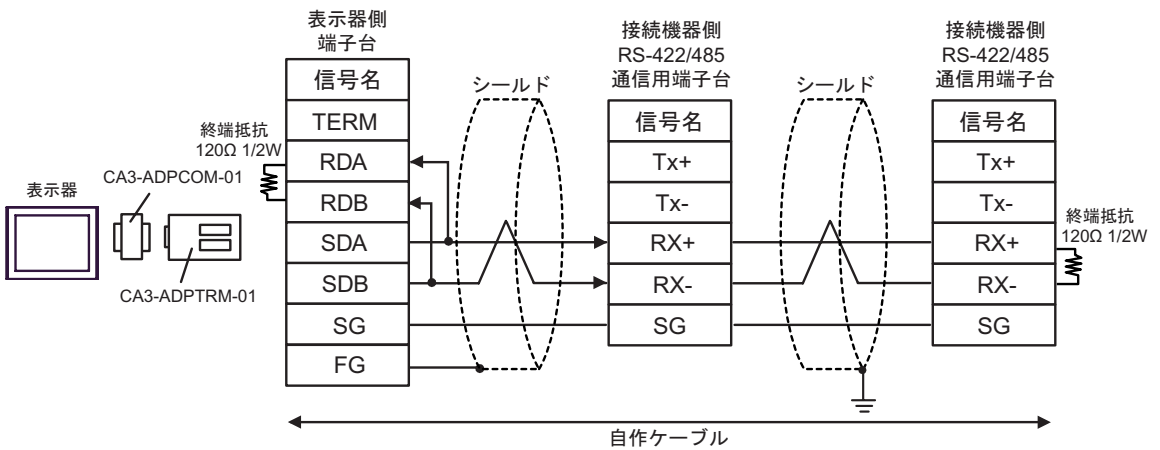 表示器
CA3-ADPCOM-01
CA3-ADPTRM-01
終端抵抗
120Ω 1/2W
表示器側
端子台
信号名
TERM
RDA
RDB
SDA
SDB
SG
FG
シールド
接続機器側
RS-422/485
通信用端子台
信号名
Tx+
Tx-
RX+
RX-
SG
シールド
接続機器側
RS-422/485
通信用端子台
信号名
Tx+
Tx-
RX+
RX-
SG
終端抵抗
120Ω 1/2W
自作ケーブル